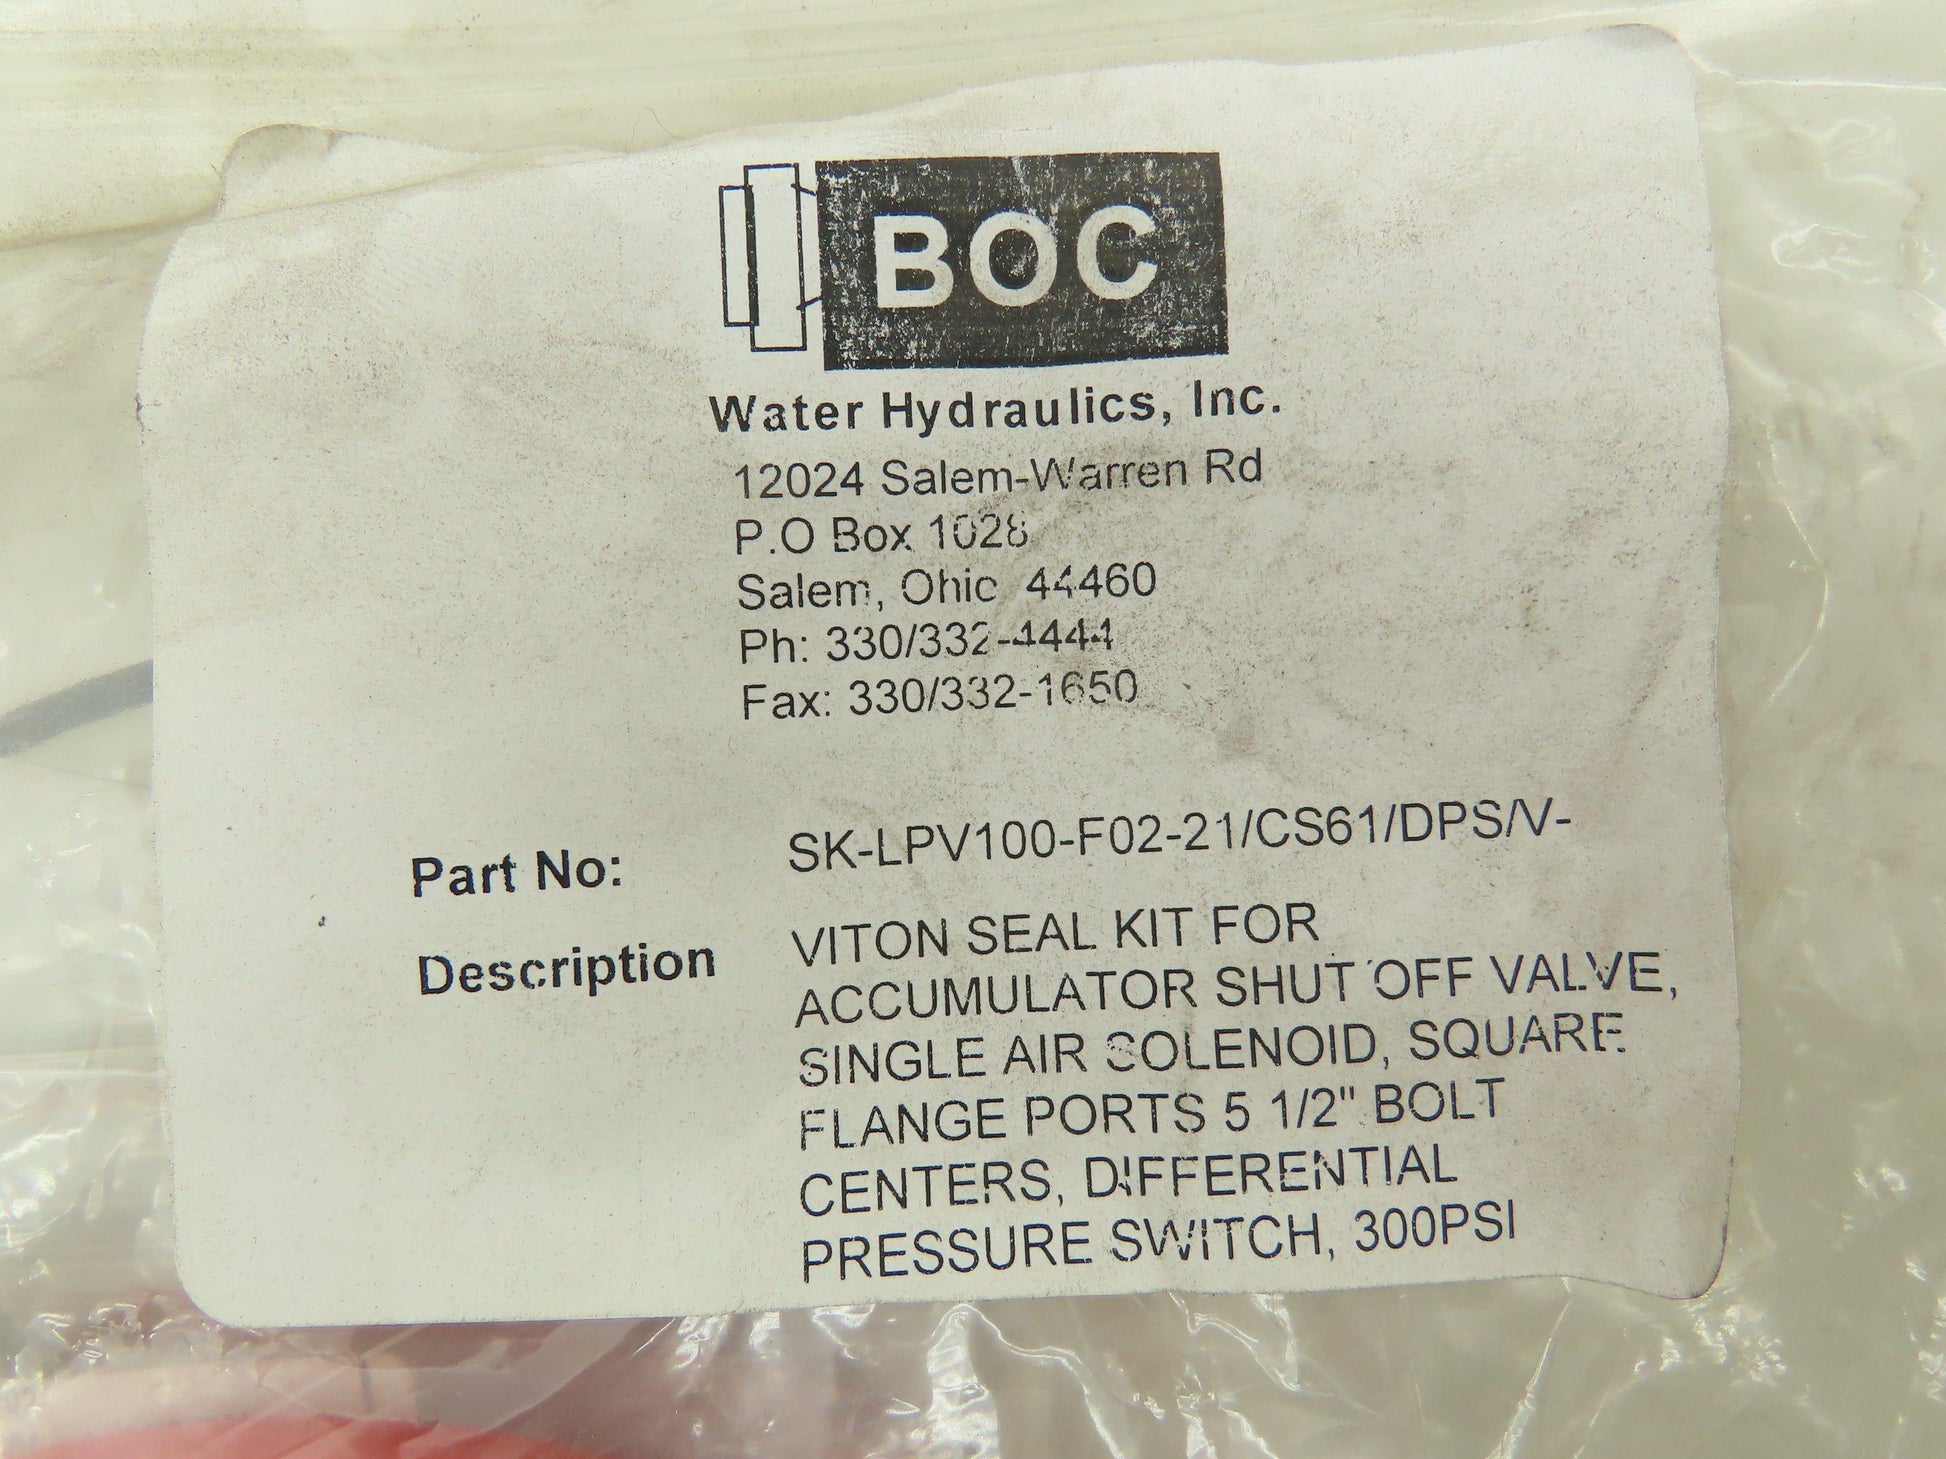 BOC
Water Hydraulics, Inc.
12024 Salem-Warren Rd
P.O Box 1028
Salem, Ohio 44460
Ph: 330/332-4444
Fax: 330/332-1650
Part No: SK-LPV100-F02-21/CS61/DPS/V-
Description VITON SEAL KIT FOR
ACCUMULATOR SHUT OFF VALVE,
SINGLE AIR SOLENOID, SQUARE
FLANGE PORTS 5 1/2" BOLT
CENTERS, DIFFERENTIAL
PRESSURE SWITCH, 300PSI